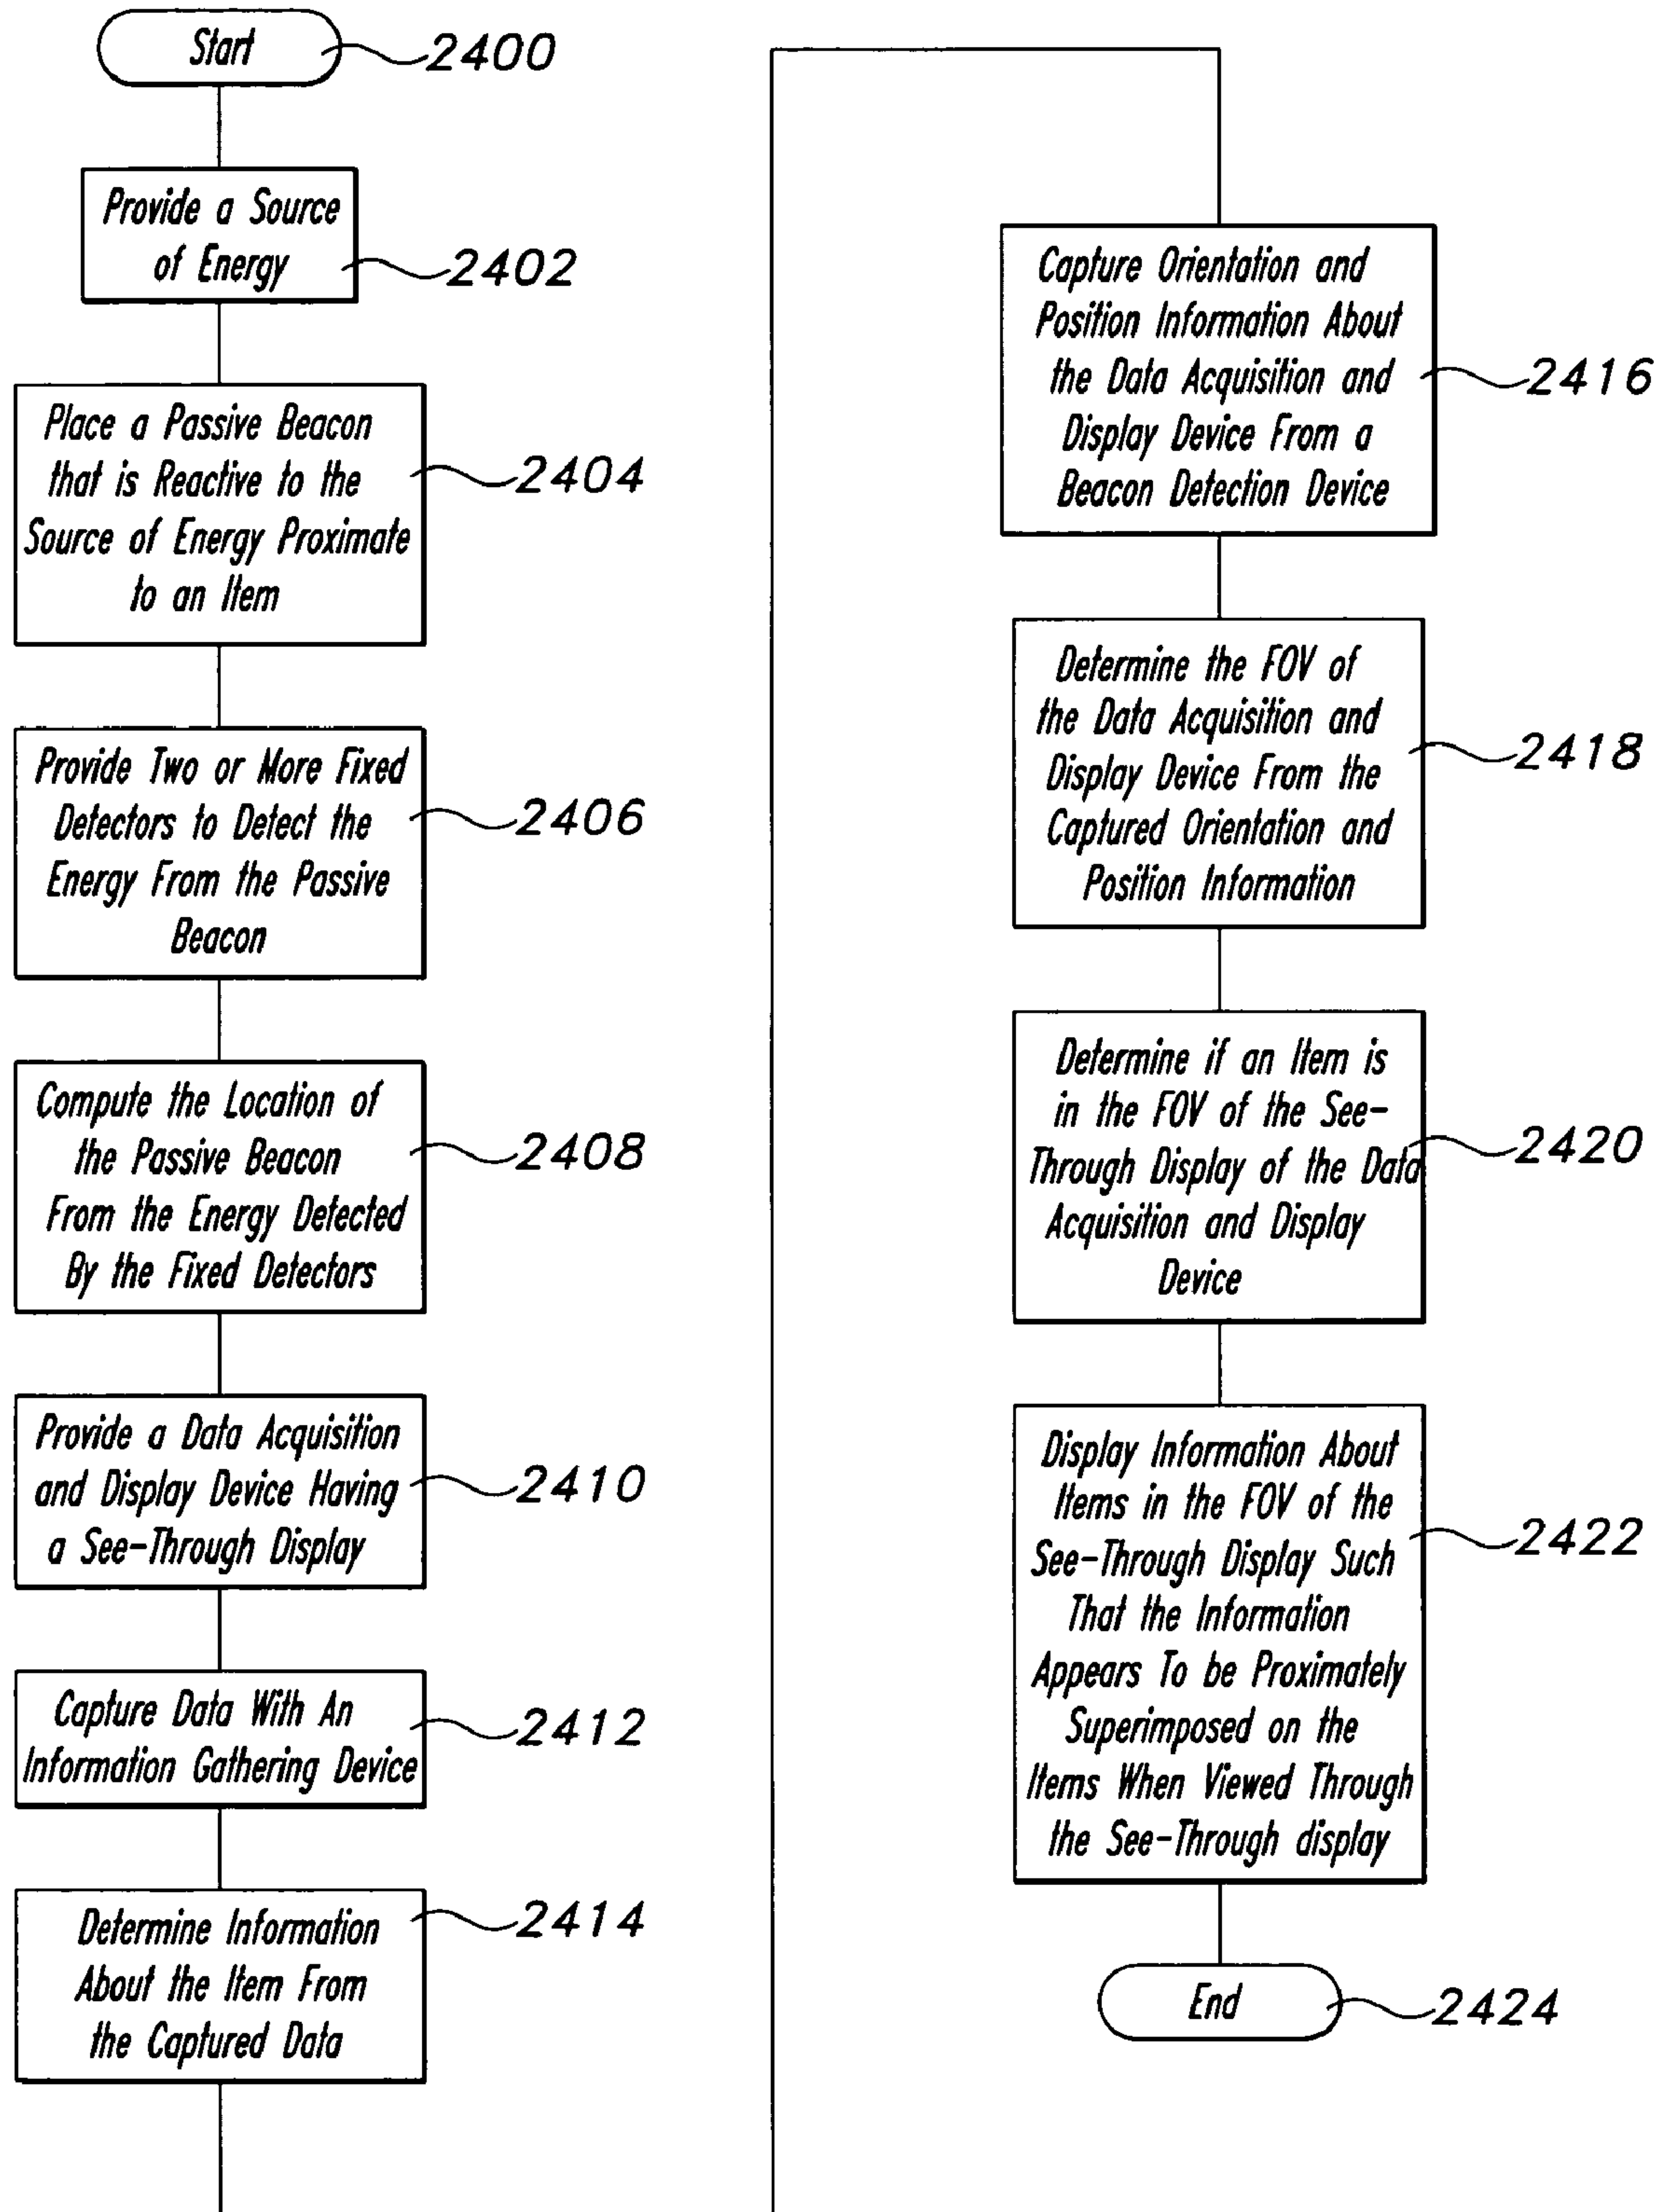 Start
2400
Provide a Source
of Energy
2402
Place a Passive Beacon
that is Reactive to the
Source of Energy Proximate
to an Item
2404
Provide Two or More Fixed
Detectors to Detect the
Energy From the Passive
Beacon
2406
Compute the Location of
the Passive Beacon
From the Energy Detected
By the Fixed Detectors
2408
Provide a Data Acquisition
and Display Device Having
a See-Through Display
2410
Capture Data With An
Information Gathering Device
2412
Determine Information
About the Item From
the Captured Data
2414
Capture Orientation and
Position Information About
the Data Acquisition and
Display Device From a
Beacon Detection Device
2416
Determine the FOV of
the Data Acquisition and
Display Device From the
Captured Orientation and
Position Information
2418
Determine if an Item is
in the FOV of the See-
Through Display of the Data
Acquisition and Display
Device
2420
Display Information About
Items in the FOV of the
See-Through Display Such
That the Information
Appears To be Proximately
Superimposed on the
Items When Viewed Through
the See-Through display
2422
End
2424